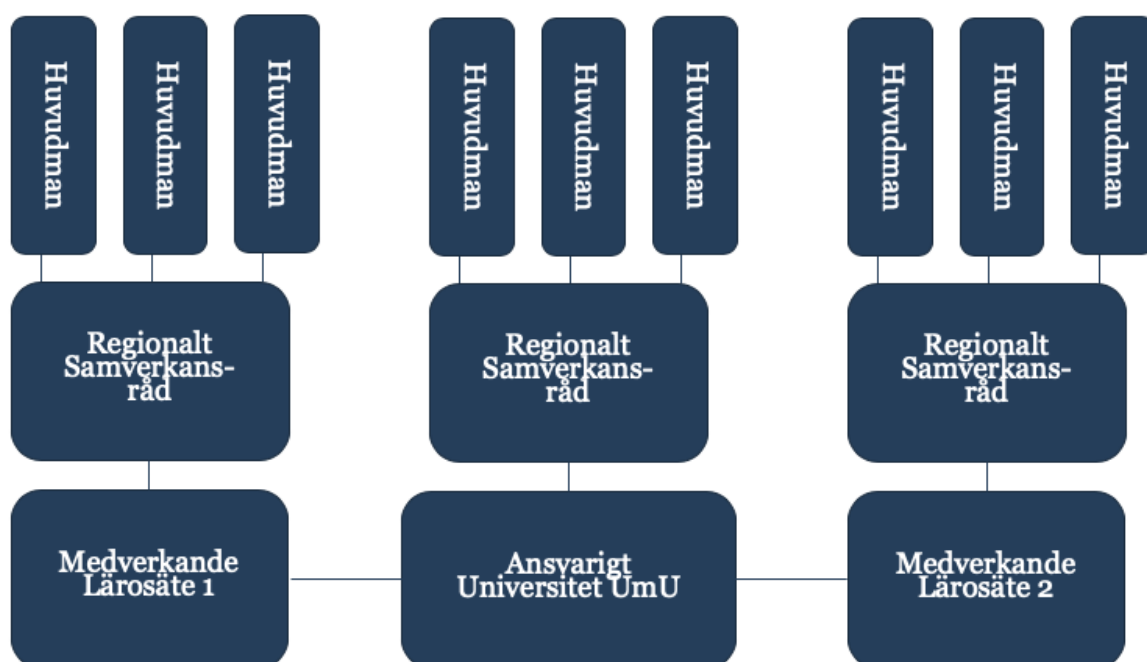 Huvudman
Huvudman
Huvudman
Huvudman
Huvudman
Huvudman
Huvudman
Huvudman
Huvudman
Regionalt
Samverkans-
råd
Regionalt
Samverkans-
råd
Regionalt
Samverkans-
råd
Medverkande
Lärosäte 1
Ansvarigt
Universitet UmU
Medverkande
Lärosäte 2